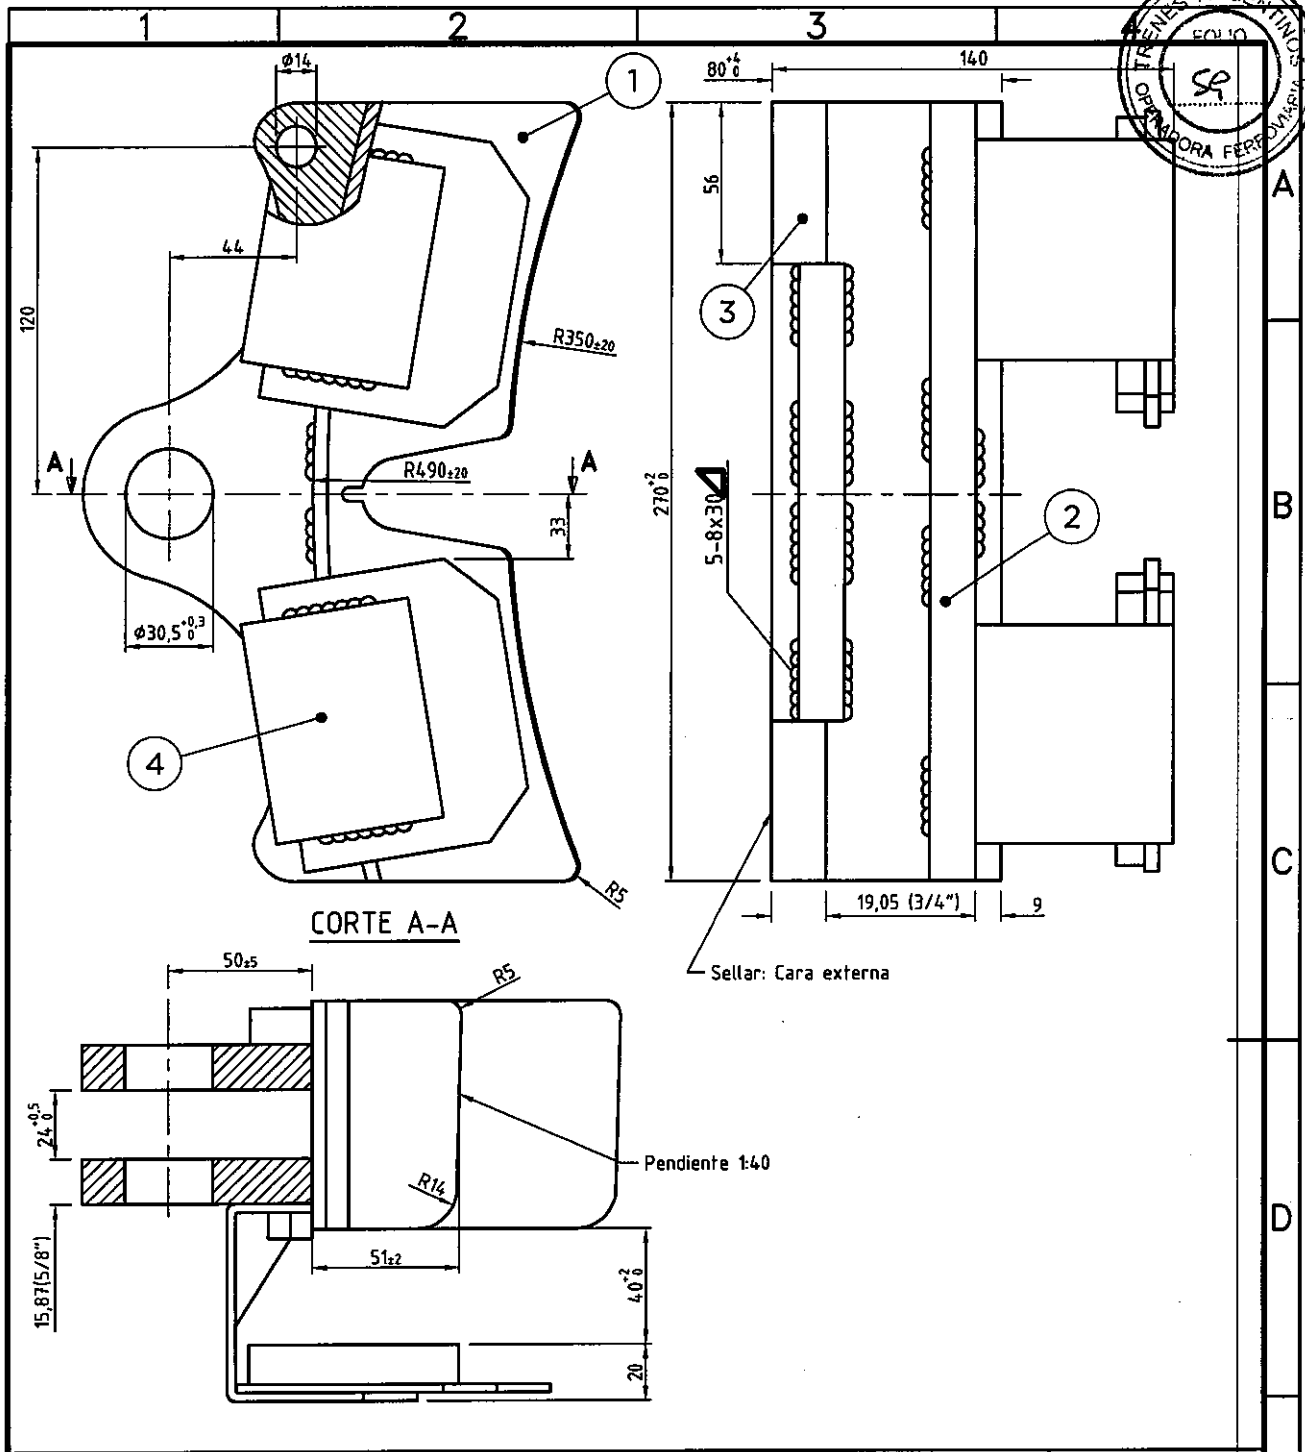 1
2
3
4
TRENES ARGENTINOS
FOLIO
59
OPERADORA FERROVIARIA
A
B
C
D
ø14
1
44
120
R350±20
A
A
R490±20
33
ø30,5 +0,3 0
4
R5
80 +4 0
140
56
3
270 +2 0
5-8x30
2
19,05 (3/4")
9
Sellar: Cara externa
CORTE A-A
50±5
R5
24 +0,5 0
Pendiente 1:40
R14
51±2
40 +2 0
15,87(5/8")
20